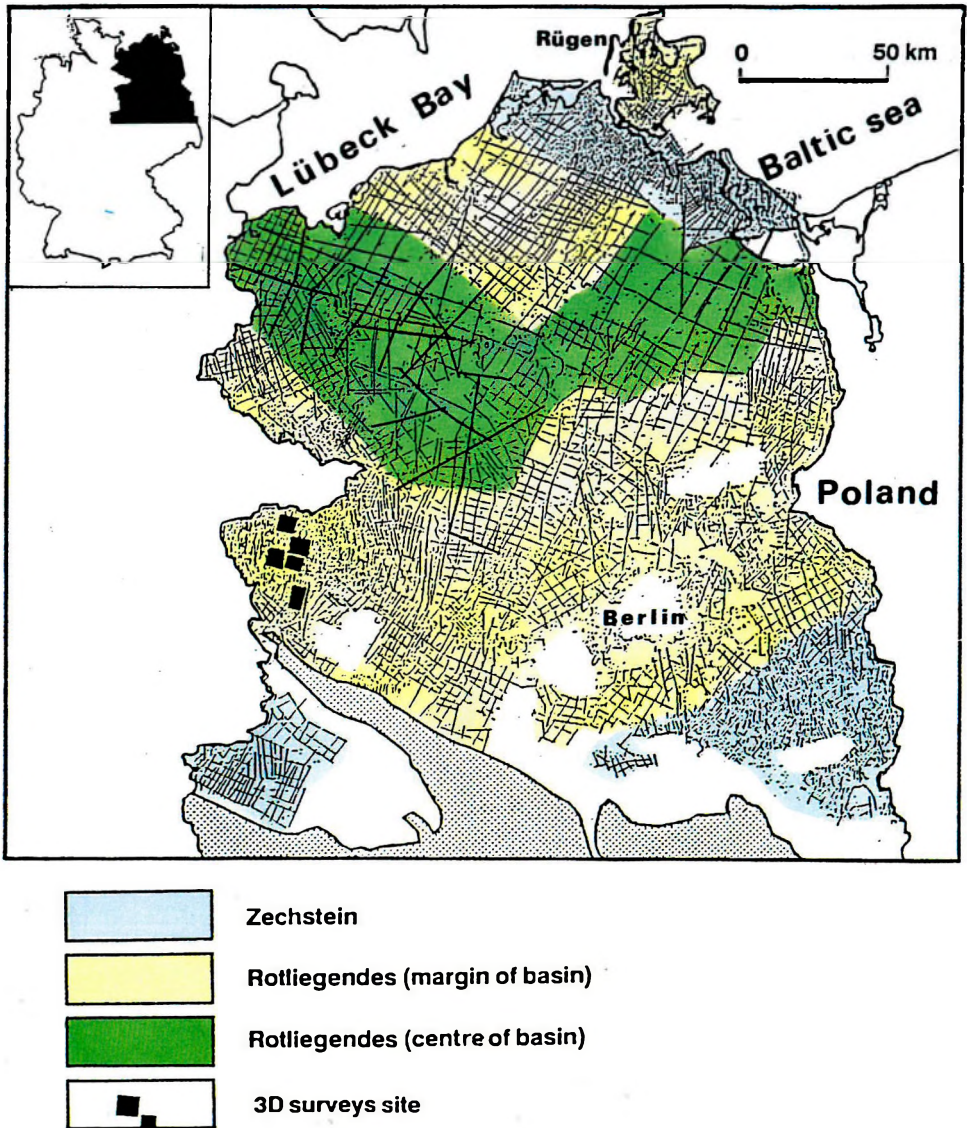 Rügen
0 50 km
Lübeck Bay
Baltic sea
Poland
Berlin
Zechstein
Rotliegendes (margin of basin)
Rotliegendes (centre of basin)
3D surveys site